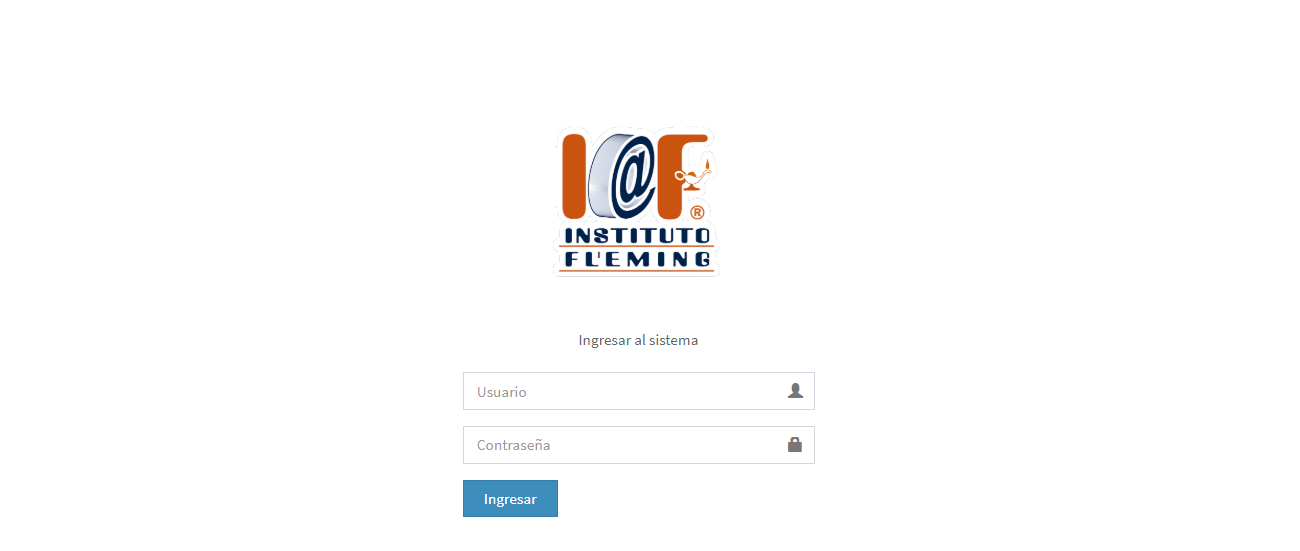 I@F®
INSTITUTO
FL'EMING
Ingresar al sistema
Usuario
Contraseña
Ingresar